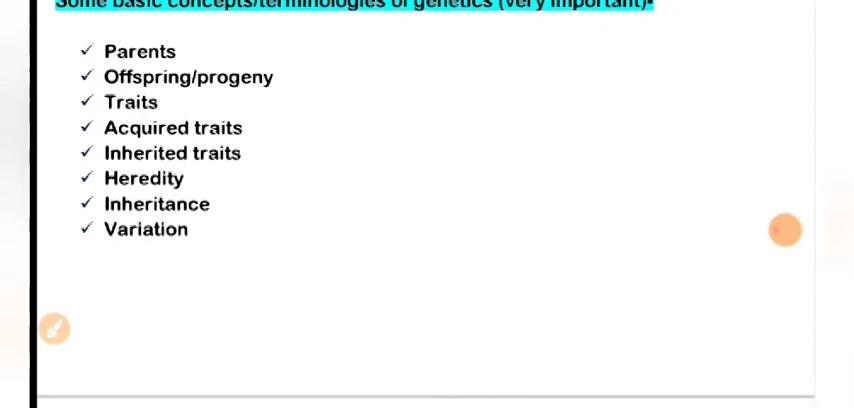 Some basic concepts/terminologies of genetics (very important)-
✓ Parents
✓ Offspring/progeny
✓ Traits
✓ Acquired traits
✓ Inherited traits
✓ Heredity
✓ Inheritance
✓ Variation